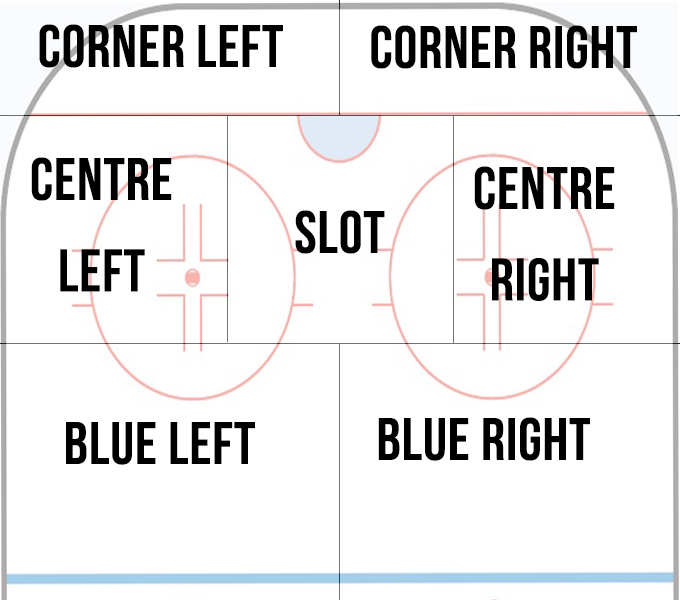 CORNER LEFT
CORNER RIGHT
CENTRE
LEFT
SLOT
CENTRE
RIGHT
BLUE LEFT
BLUE RIGHT